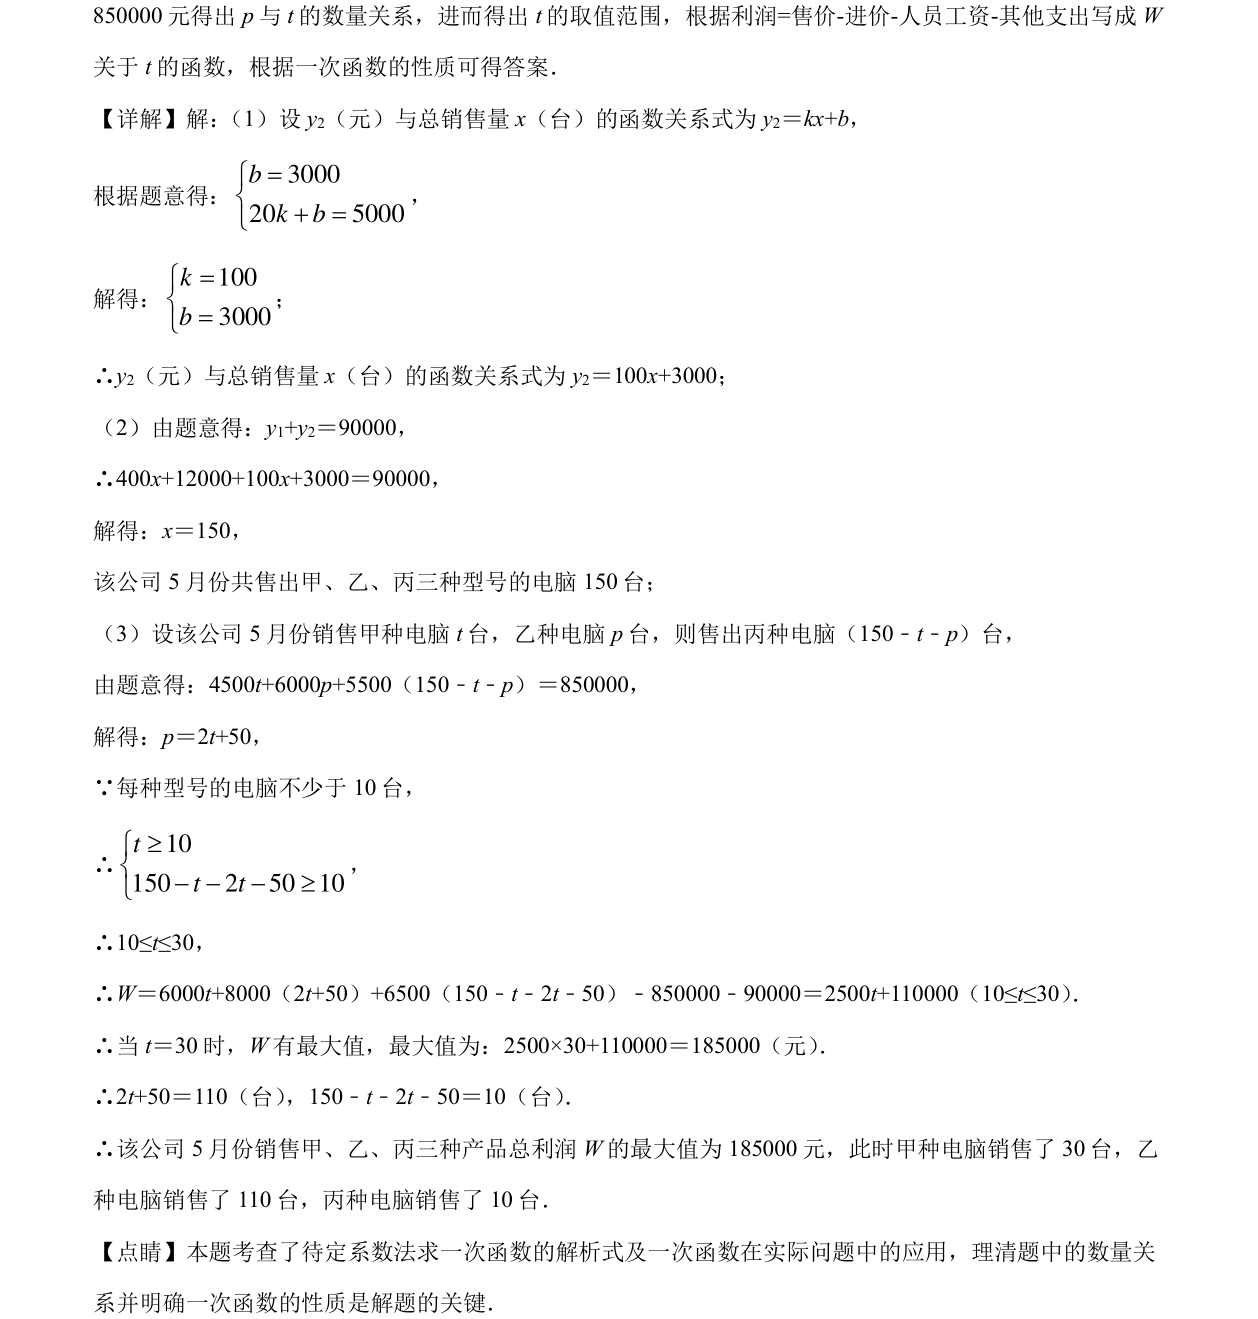 850000 元得出 p 与 t 的数量关系，进而得出 t 的取值范围，根据利润=售价-进价-人员工资-其他支出写成 W
关于 t 的函数，根据一次函数的性质可得答案．
【详解】解：（1）设 y₂（元）与总销售量 x（台）的函数关系式为 y₂＝kx+b，
根据题意得：{b = 3000
20k + b = 5000，
解得：{k = 100
b = 3000；
∴y₂（元）与总销售量 x（台）的函数关系式为 y₂＝100x+3000；
（2）由题意得：y₁+y₂＝90000，
∴400x+12000+100x+3000＝90000，
解得：x＝150，
该公司 5 月份共售出甲、乙、丙三种型号的电脑 150 台；
（3）设该公司 5 月份销售甲种电脑 t 台，乙种电脑 p 台，则售出丙种电脑（150﹣t﹣p）台，
由题意得：4500t+6000p+5500（150﹣t﹣p）＝850000，
解得：p＝2t+50，
∵每种型号的电脑不少于 10 台，
∴{t ≥ 10
150 − t − 2t − 50 ≥ 10，
∴10≤t≤30，
∴W＝6000t+8000（2t+50）+6500（150﹣t﹣2t﹣50）﹣850000﹣90000＝2500t+110000（10≤t≤30）．
∴当 t＝30 时，W 有最大值，最大值为：2500×30+110000＝185000（元）．
∴2t+50＝110（台），150﹣t﹣2t﹣50＝10（台）．
∴该公司 5 月份销售甲、乙、丙三种产品总利润 W 的最大值为 185000 元，此时甲种电脑销售了 30 台，乙
种电脑销售了 110 台，丙种电脑销售了 10 台．
【点睛】本题考查了待定系数法求一次函数的解析式及一次函数在实际问题中的应用，理清题中的数量关
系并明确一次函数的性质是解题的关键．